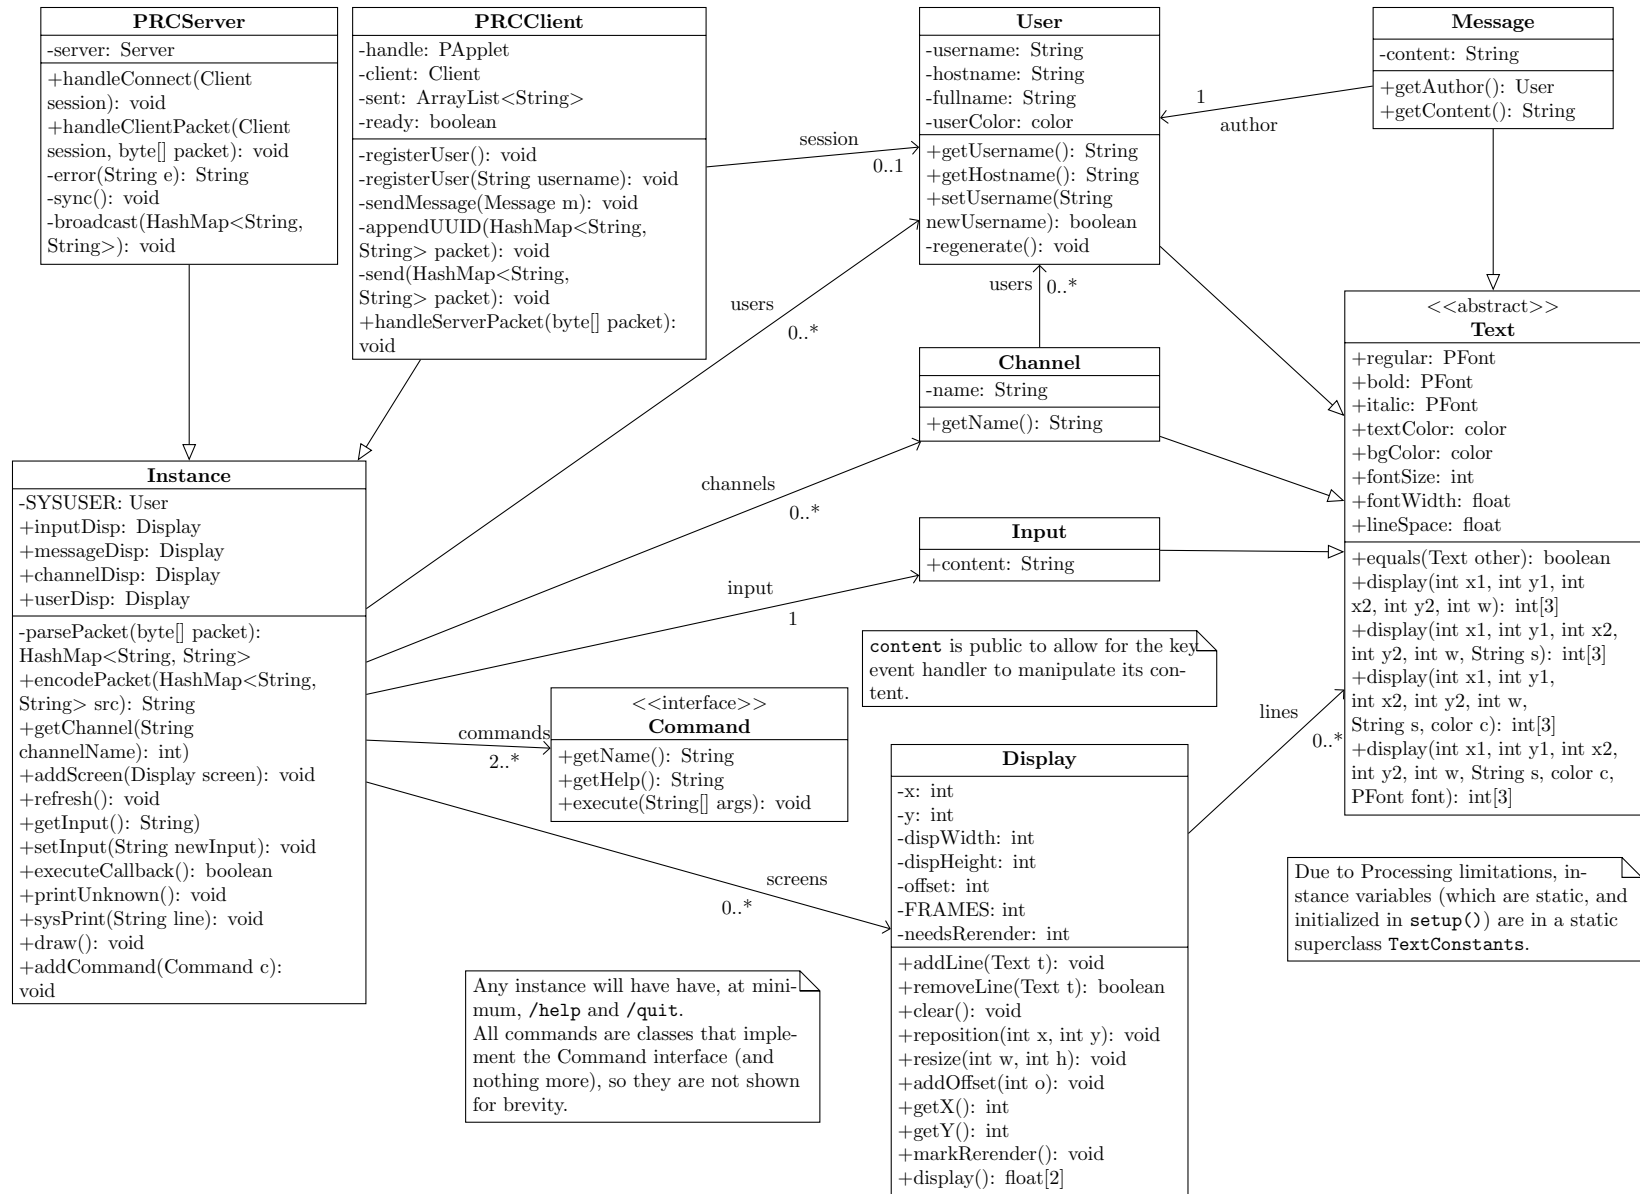 PRCServer
-server: Server
+handleConnect(Client
session): void
+handleClientPacket(Client
session, byte[] packet): void
-error(String e): String
-sync(): void
-broadcast(HashMap<String,
String>): void
PRCClient
-handle: PApplet
-client: Client
-sent: ArrayList<String>
-ready: boolean
-registerUser(): void
-registerUser(String username): void
-sendMessage(Message m): void
-appendUUID(HashMap<String,
String> packet): void
-send(HashMap<String,
String> packet): void
+handleServerPacket(byte[] packet):
void
session
0..1
User
-username: String
-hostname: String
-fullname: String
-userColor: color
+getUsername(): String
+getHostname(): String
+setUsername(String
newUsername): boolean
-regenerate(): void
1
author
Message
-content: String
+getAuthor(): User
+getContent(): String
users
0..*
users
0..*
Channel
-name: String
+getName(): String
<<abstract>>
Text
+regular: PFont
+bold: PFont
+italic: PFont
+textColor: color
+bgColor: color
+fontSize: int
+fontWidth: float
+lineSpace: float
+equals(Text other): boolean
+display(int x1, int y1, int
x2, int y2, int w): int[3]
+display(int x1, int y1, int x2,
int y2, int w, String s): int[3]
+display(int x1, int y1,
int x2, int y2, int w,
String s, color c): int[3]
+display(int x1, int y1, int x2,
int y2, int w, String s, color c,
PFont font): int[3]
Instance
-SYSUSER: User
+inputDisp: Display
+messageDisp: Display
+channelDisp: Display
+userDisp: Display
-parsePacket(byte[] packet):
HashMap<String, String>
+encodePacket(HashMap<String,
String> src): String
+getChannel(String
channelName): int)
+addScreen(Display screen): void
+refresh(): void
+getInput(): String)
+setInput(String newInput): void
+executeCallback(): boolean
+printUnknown(): void
+sysPrint(String line): void
+draw(): void
+addCommand(Command c):
void
channels
0..*
Input
+content: String
input
1
content is public to allow for the key
event handler to manipulate its con-
tent.
commands
2..*
<<interface>>
Command
+getName(): String
+getHelp(): String
+execute(String[] args): void
screens
0..*
lines
0..*
Display
-x: int
-y: int
-dispWidth: int
-dispHeight: int
-offset: int
-FRAMES: int
-needsRerender: int
+addLine(Text t): void
+removeLine(Text t): boolean
+clear(): void
+reposition(int x, int y): void
+resize(int w, int h): void
+addOffset(int o): void
+getX(): int
+getY(): int
+markRerender(): void
+display(): float[2]
Due to Processing limitations, in-
stance variables (which are static, and
initialized in setup()) are in a static
superclass TextConstants.
Any instance will have have, at mini-
mum, /help and /quit.
All commands are classes that imple-
ment the Command interface (and
nothing more), so they are not shown
for brevity.